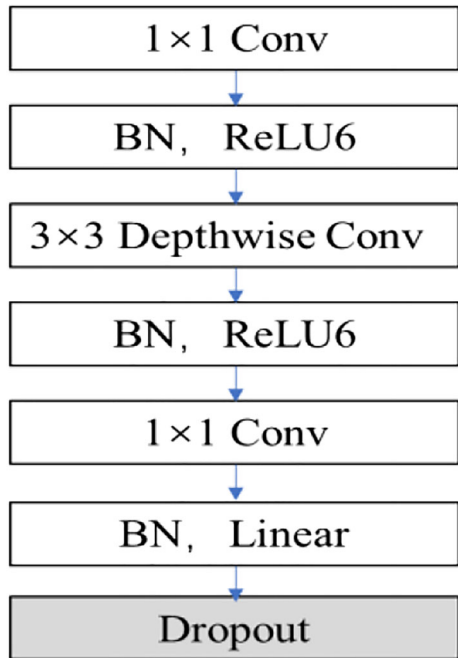 1×1 Conv
BN, ReLU6
3×3 Depthwise Conv
BN, ReLU6
1×1 Conv
BN, Linear
Dropout